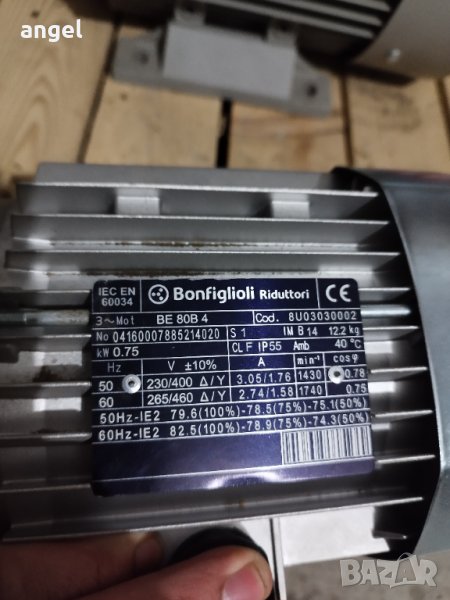 angel
IEC EN 60034
Bonfiglioli Riduttori
3~Mot BE 80B 4 Cod. 8U03030002
No 04160007885214020 S 1 IM B14 12.2 kg
kW 0.75 CL F IP55 Amb 40 °C
Hz V ±10% A min⁻¹ cosφ
50 230/400 Δ/Y 3.05/1.76 1430 0.78
60 265/460 Δ/Y 2.74/1.58 1740 0.75
50Hz-IE2 79.6(100%)-78.5(75%)-75.1(50%)
60Hz-IE2 82.5(100%)-78.9(75%)-74.3(50%)
BAZAR